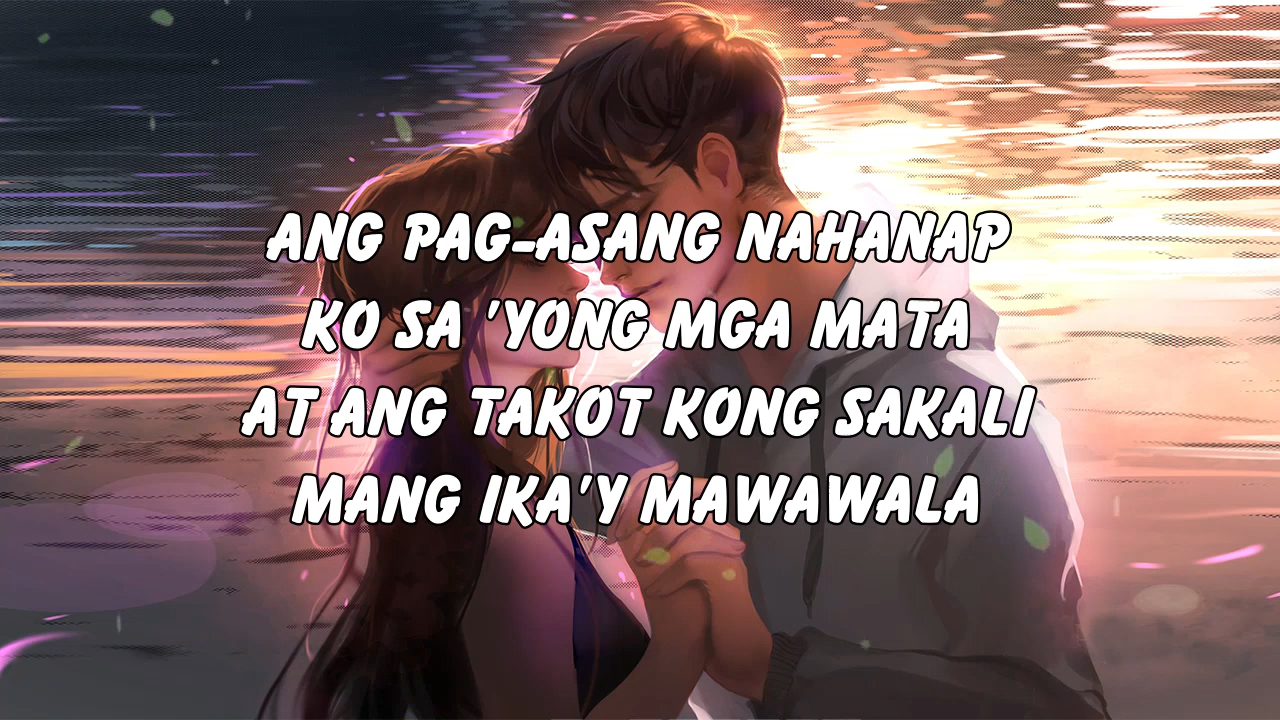 ANG PAG-ASANG NAHANAP
KO SA 'YONG MGA MATA
AT ANG TAKOT KONG SAKALI
MANG IKA'Y MAWAWALA